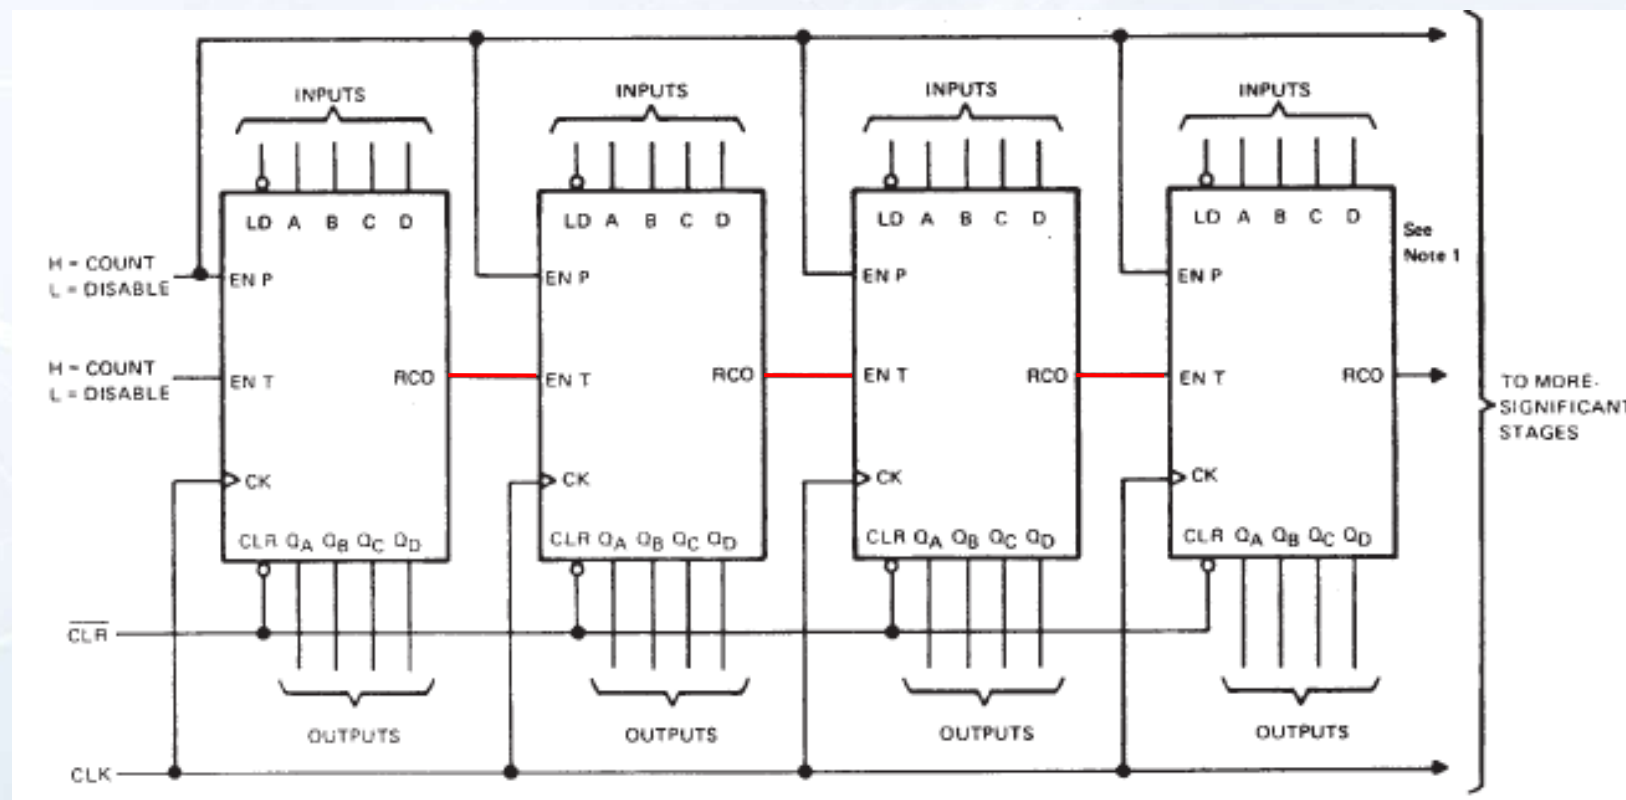 INPUTS
INPUTS
INPUTS
INPUTS
LD A B C D
LD A B C D
LD A B C D
LD A B C D
See
Note 1
H = COUNT
L = DISABLE
EN P
EN P
EN P
EN P
H = COUNT
L = DISABLE
EN T
RCO
EN T
RCO
EN T
RCO
EN T
RCO
TO MORE-
SIGNIFICANT
STAGES
CK
CK
CK
CK
CLR QA QB QC QD
CLR QA QB QC QD
CLR QA QB QC QD
CLR QA QB QC QD
CLR
OUTPUTS
OUTPUTS
OUTPUTS
OUTPUTS
CLK